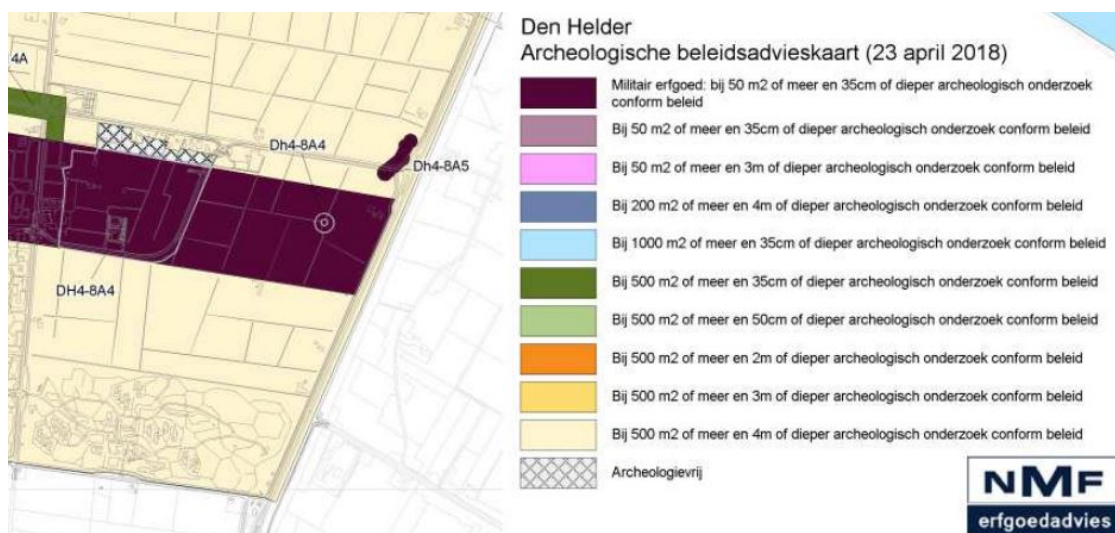 4A
Dh4-8A4
Dh4-8A5
DH4-8A4
Den Helder
Archeologische beleidsadvieskaart (23 april 2018)
Militair erfgoed: bij 50 m2 of meer en 35cm of dieper archeologisch onderzoek
conform beleid
Bij 50 m2 of meer en 35cm of dieper archeologisch onderzoek conform beleid
Bij 50 m2 of meer en 3m of dieper archeologisch onderzoek conform beleid
Bij 200 m2 of meer en 4m of dieper archeologisch onderzoek conform beleid
Bij 1000 m2 of meer en 35cm of dieper archeologisch onderzoek conform beleid
Bij 500 m2 of meer en 35cm of dieper archeologisch onderzoek conform beleid
Bij 500 m2 of meer en 50cm of dieper archeologisch onderzoek conform beleid
Bij 500 m2 of meer en 2m of dieper archeologisch onderzoek conform beleid
Bij 500 m2 of meer en 3m of dieper archeologisch onderzoek conform beleid
Bij 500 m2 of meer en 4m of dieper archeologisch onderzoek conform beleid
Archeologievrij
NMF
erfgoedadvies